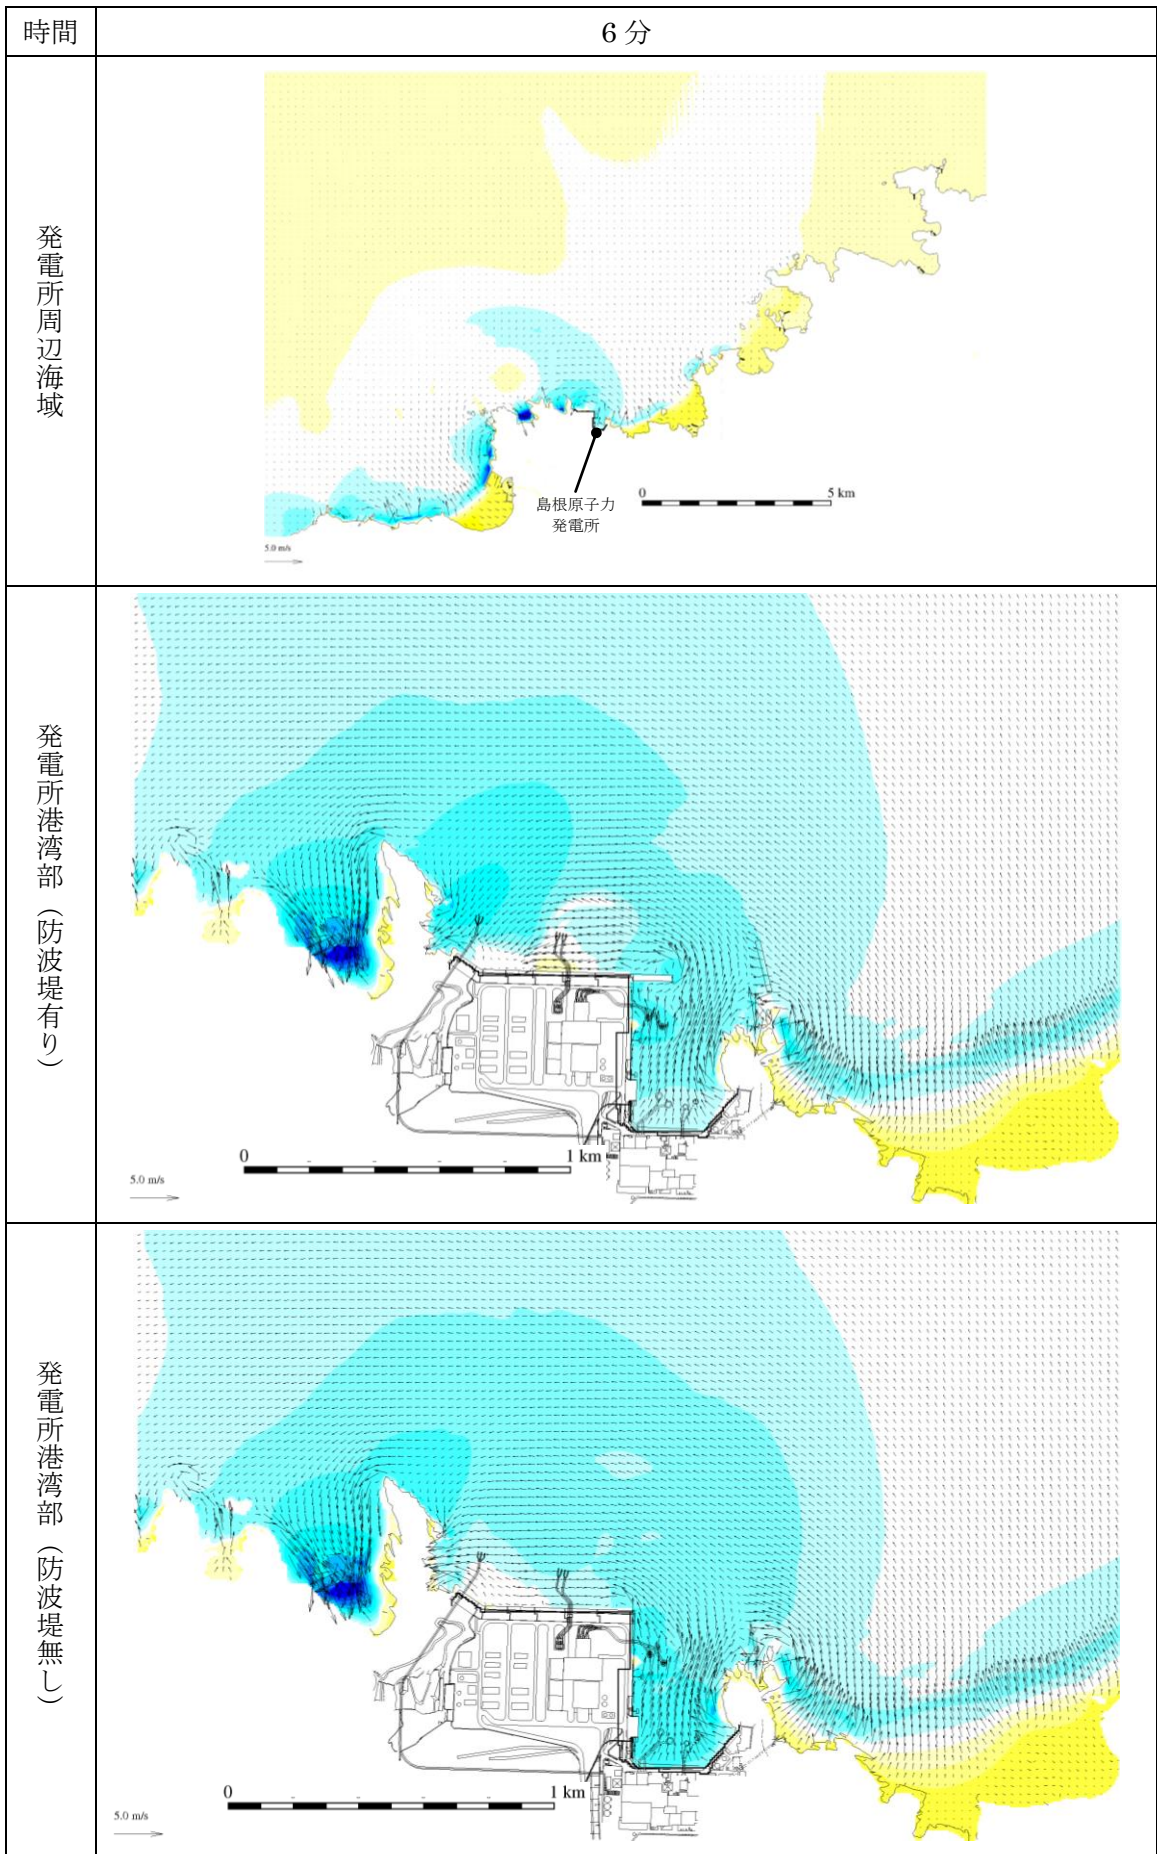 時間
6分
発電所周辺海域
島根原子力
発電所
0 5 km
5.0 m/s
発電所港湾部（防波堤有り）
0 1 km
5.0 m/s
発電所港湾部（防波堤無し）
0 1 km
5.0 m/s